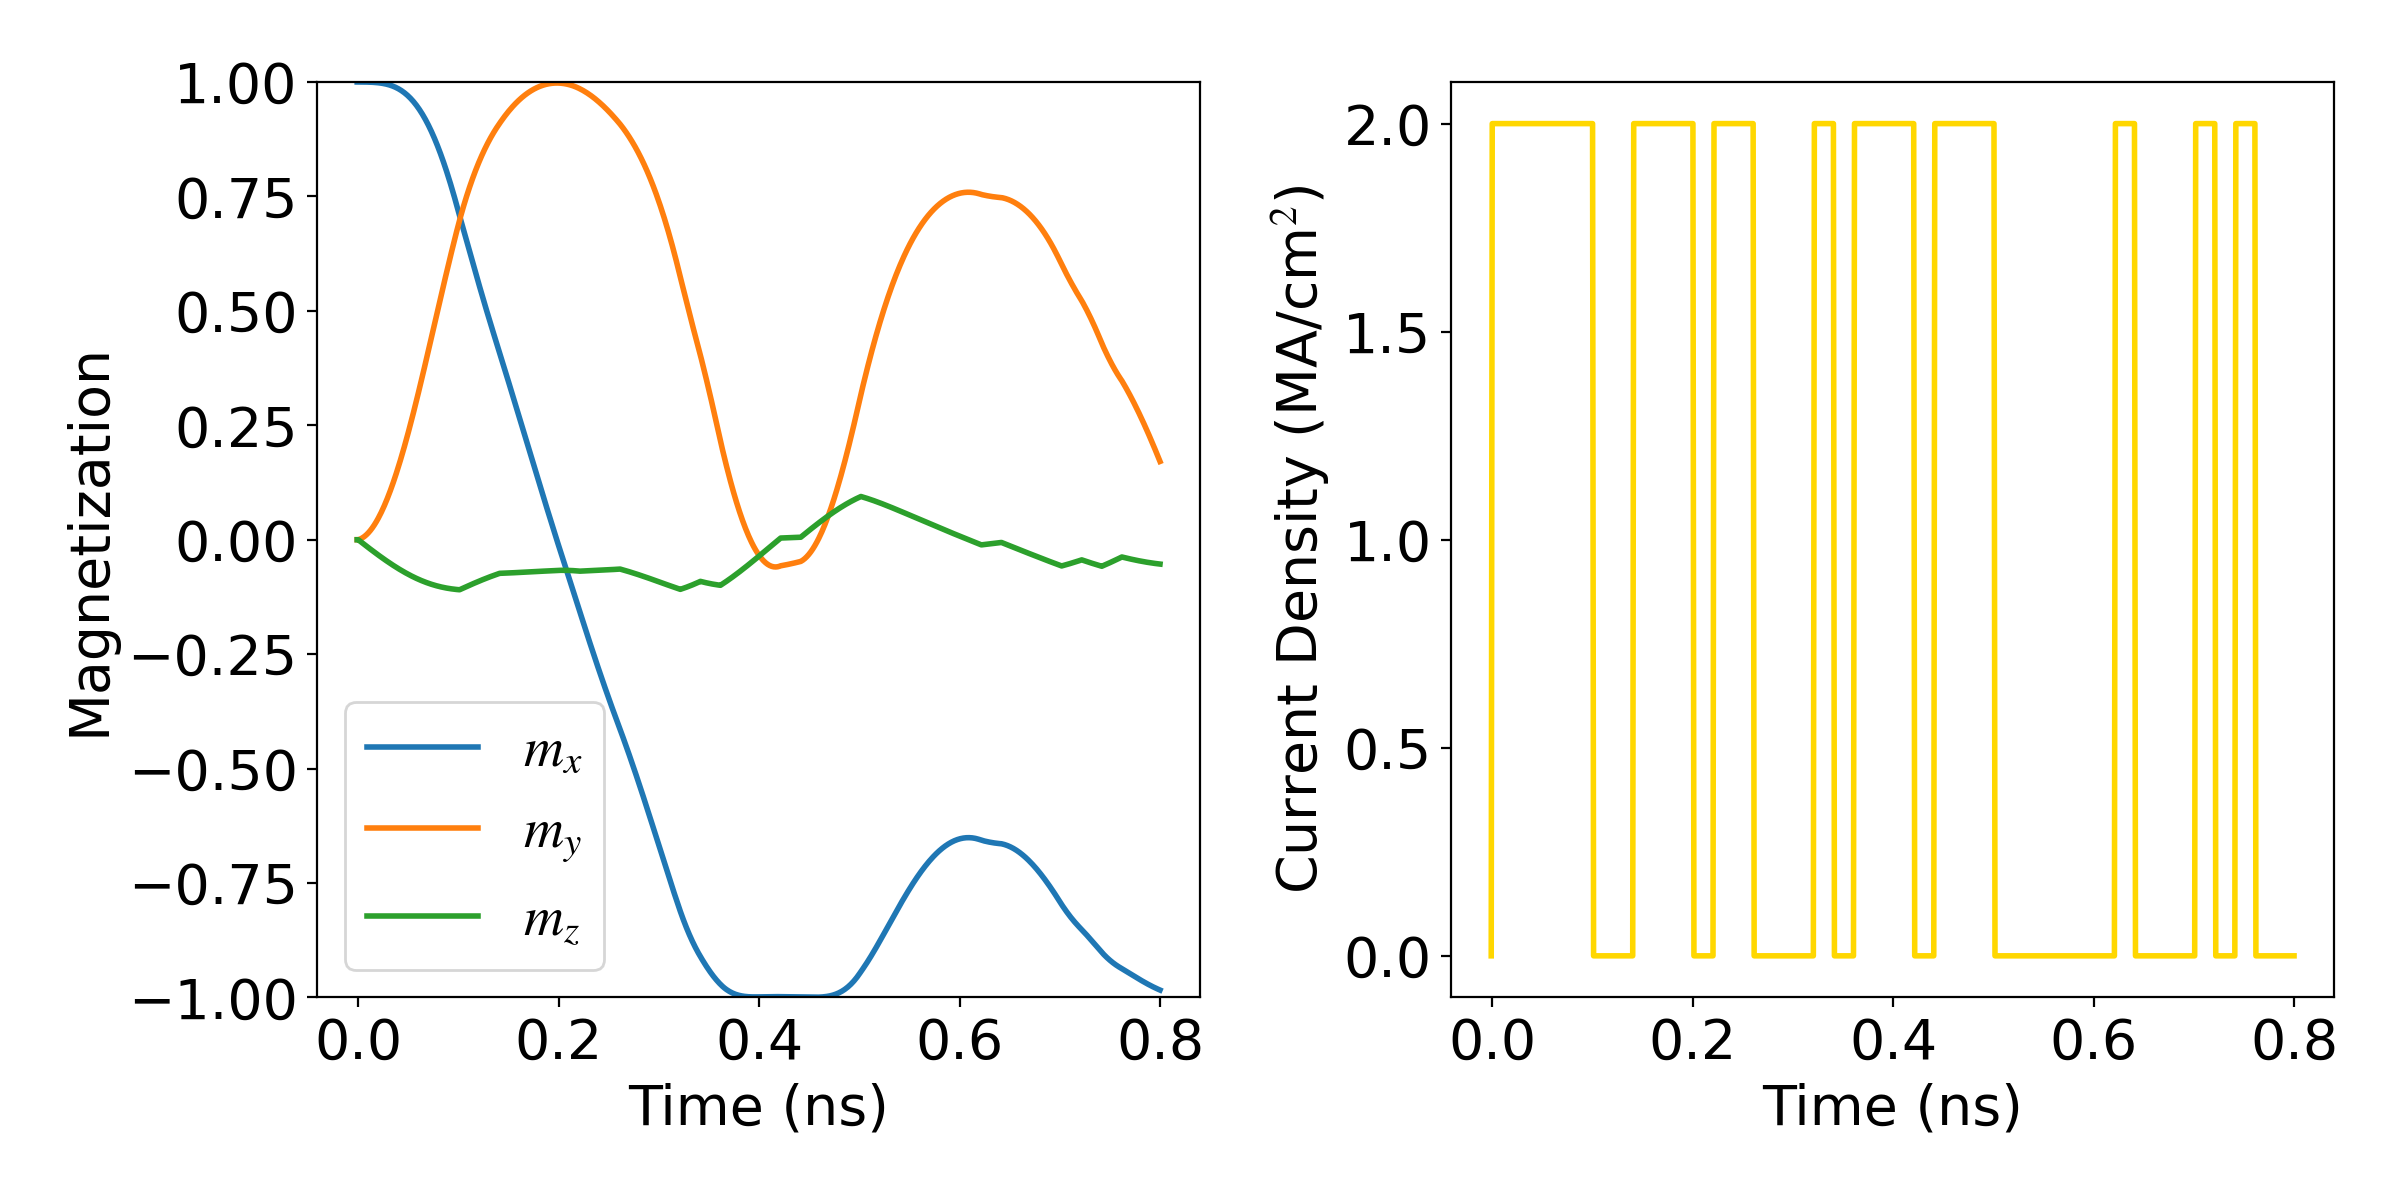 1.00
0.75
0.50
0.25
0.00
−0.25
−0.50
−0.75
−1.00
Magnetization
m_x
m_y
m_z
0.0 0.2 0.4 0.6 0.8
Time (ns)
2.0
1.5
1.0
0.5
0.0
Current Density (MA/cm²)
0.0 0.2 0.4 0.6 0.8
Time (ns)